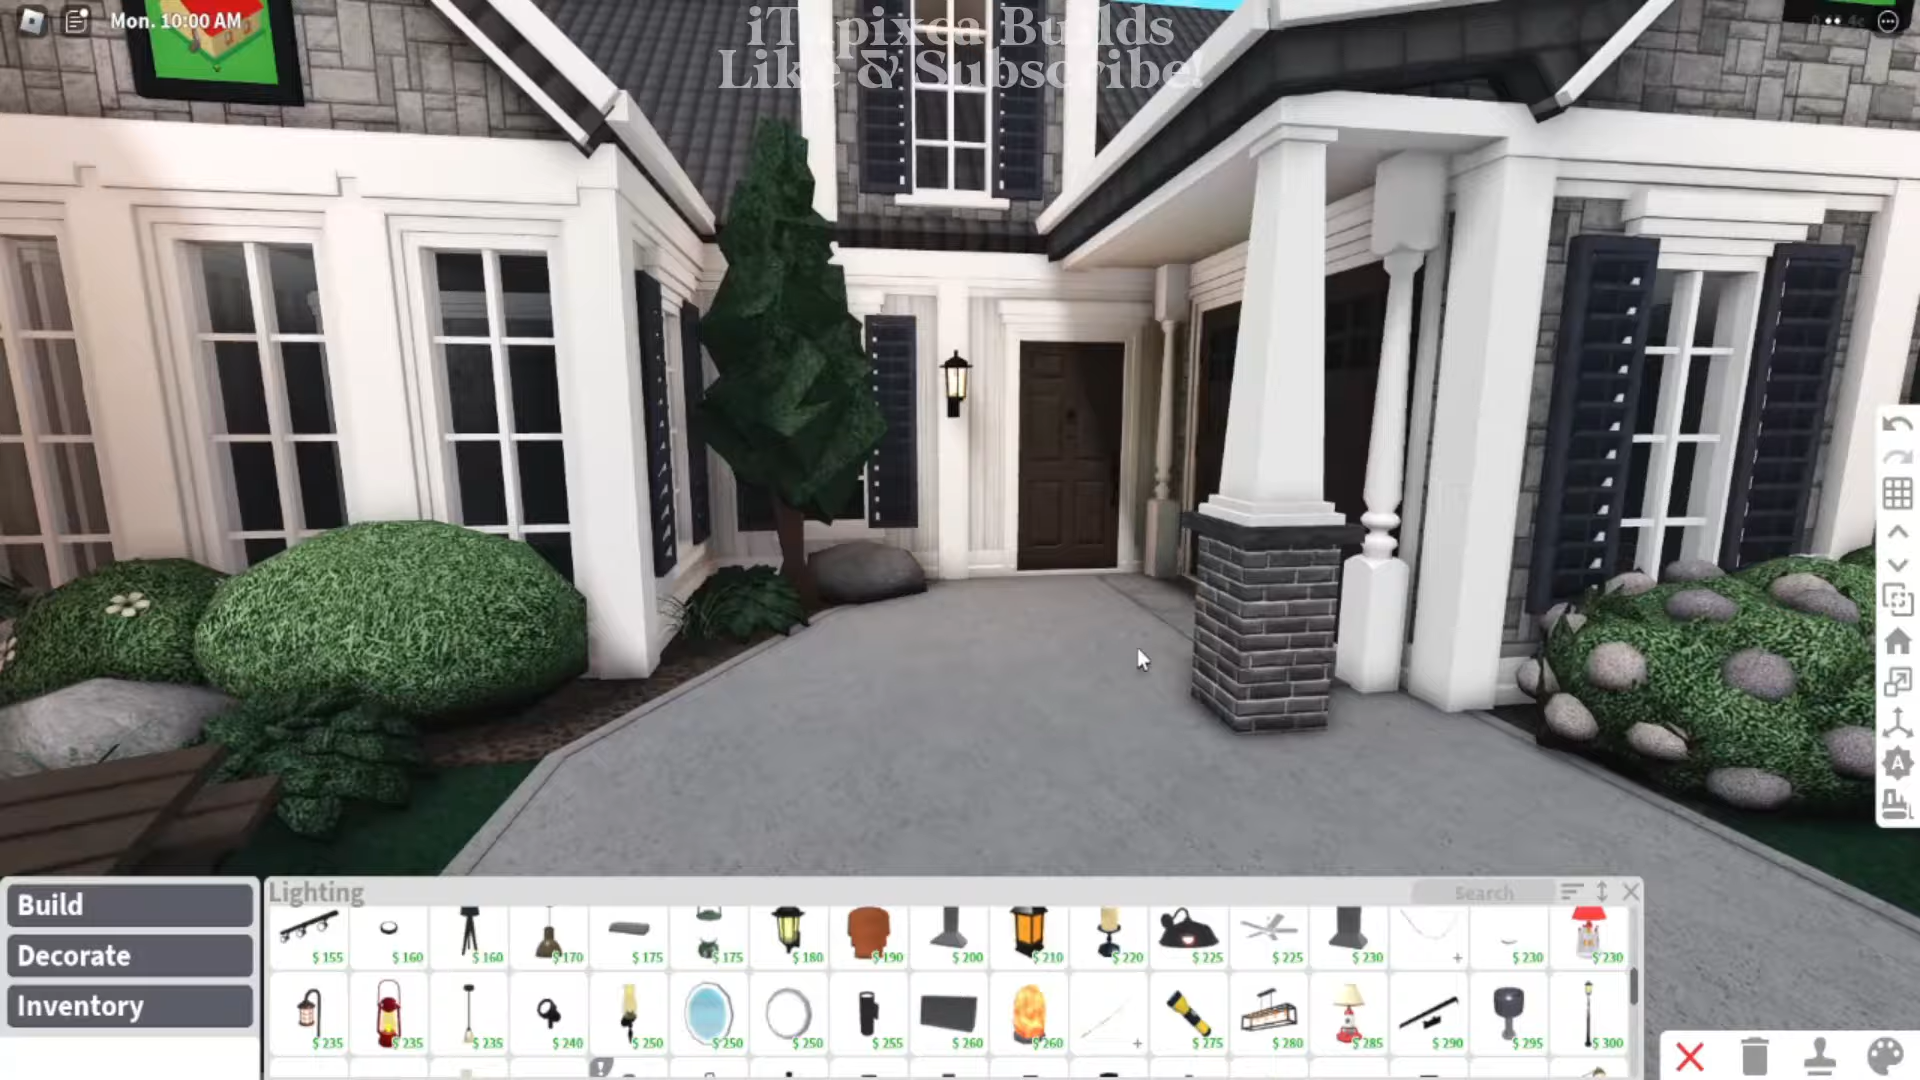 Mon. 10:00 AM
iTapixca Builds
Like & Subscribe!
Build
Decorate
Inventory
Lighting
Search
$ 155 $ 160 $ 160 $ 170 $ 175 $ 175 $ 180 $ 190 $ 200 $ 210 $ 220 $ 225 $ 225 $ 230 + $ 230 $ 230
$ 235 $ 235 $ 235 $ 240 $ 250 $ 250 $ 250 $ 255 $ 260 $ 260 + $ 275 $ 280 $ 285 $ 290 $ 295 $ 300
A